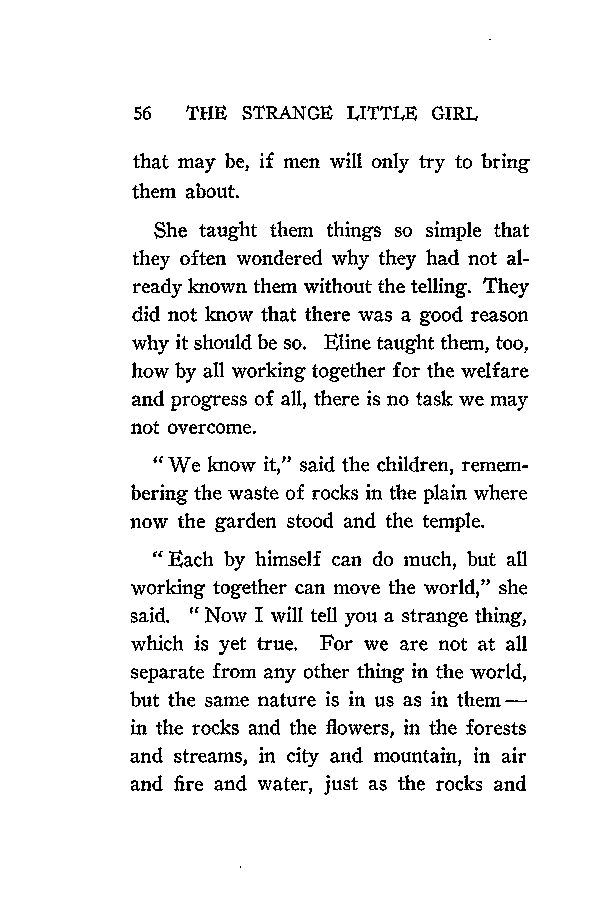 56 THE STRANGE LITTLE GIRL
that may be, if men will only try to bring
them about.
She taught them things so simple that
they often wondered why they had not al-
ready known them without the telling. They
did not know that there was a good reason
why it should be so. Eline taught them, too,
how by all working together for the welfare
and progress of all, there is no task we may
not overcome.
“We know it,” said the children, remem-
bering the waste of rocks in the plain where
now the garden stood and the temple.
“Each by himself can do much, but all
working together can move the world,” she
said. “Now I will tell you a strange thing,
which is yet true. For we are not at all
separate from any other thing in the world,
but the same nature is in us as in them—
in the rocks and the flowers, in the forests
and streams, in city and mountain, in air
and fire and water, just as the rocks and